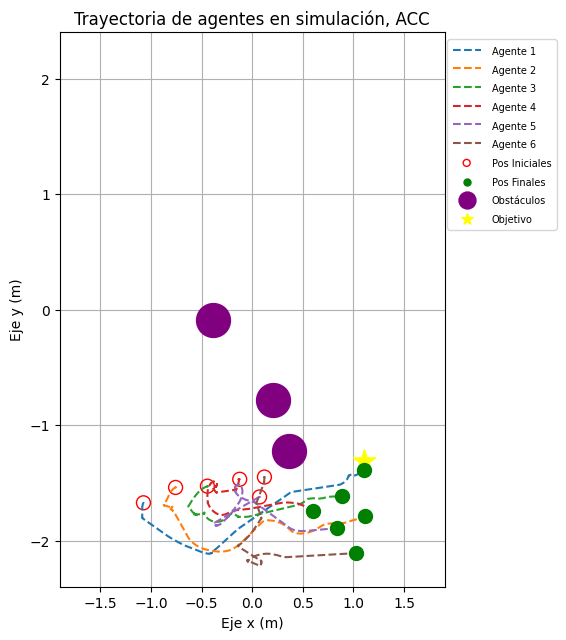 Trayectoria de agentes en simulación, ACC
Agente 1
Agente 2
Agente 3
Agente 4
Agente 5
Agente 6
Pos Iniciales
Pos Finales
Obstáculos
Objetivo
Eje y (m)
2
1
0
−1
−2
−1.5
−1.0
−0.5
0.0
0.5
1.0
1.5
Eje x (m)